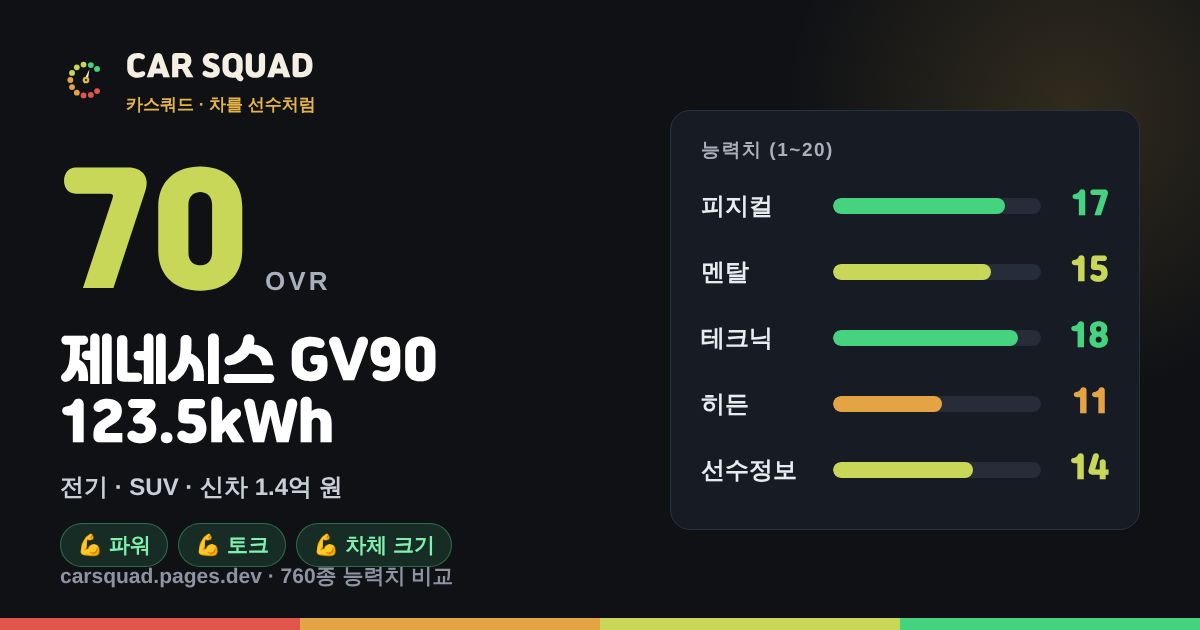 CAR SQUAD
카스쿼드 · 차를 선수처럼
70 OVR
제네시스 GV90
123.5kWh
전기 · SUV · 신차 1.4억 원
💪 파워 💪 토크 💪 차체 크기
carsquad.pages.dev · 760종 능력치 비교
능력치 (1~20)
피지컬 17
멘탈 15
테크닉 18
히든 11
선수정보 14